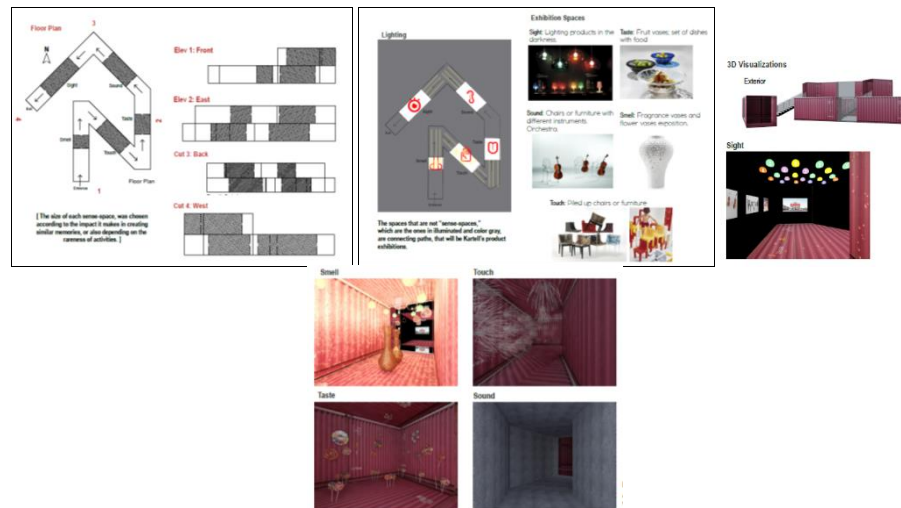 Floor Plan
3
N
Sight
Sound
Exit
4
Taste
2
Smell
Touch
Floor Plan
Entrance
1
[ The size of each sense-space, was chosen
according to the impact it makes in creating
similar memories, or also depending on the
rareness of activities. ]
Elev 1: Front
Elev 2: East
Cut 3: Back
Cut 4: West
Lighting
Sight
Sound
Taste
Smell
Touch
Entrance
The spaces that are not "sense-spaces,"
which are the ones in illuminated and color gray,
are connecting paths, that will be Kartell's product
exhibitions.
Exhibition Spaces
Sight: Lighting products in the
darkness.
Taste: Fruit vases, set of dishes
with food.
Sound: Chairs or furniture with
different instruments.
Orchestra.
Smell: Fragrance vases and
flower vases exposition.
Touch: Piled up chairs or furniture
3D Visualizations
Exterior
Sight
Smell
Touch
Taste
Sound